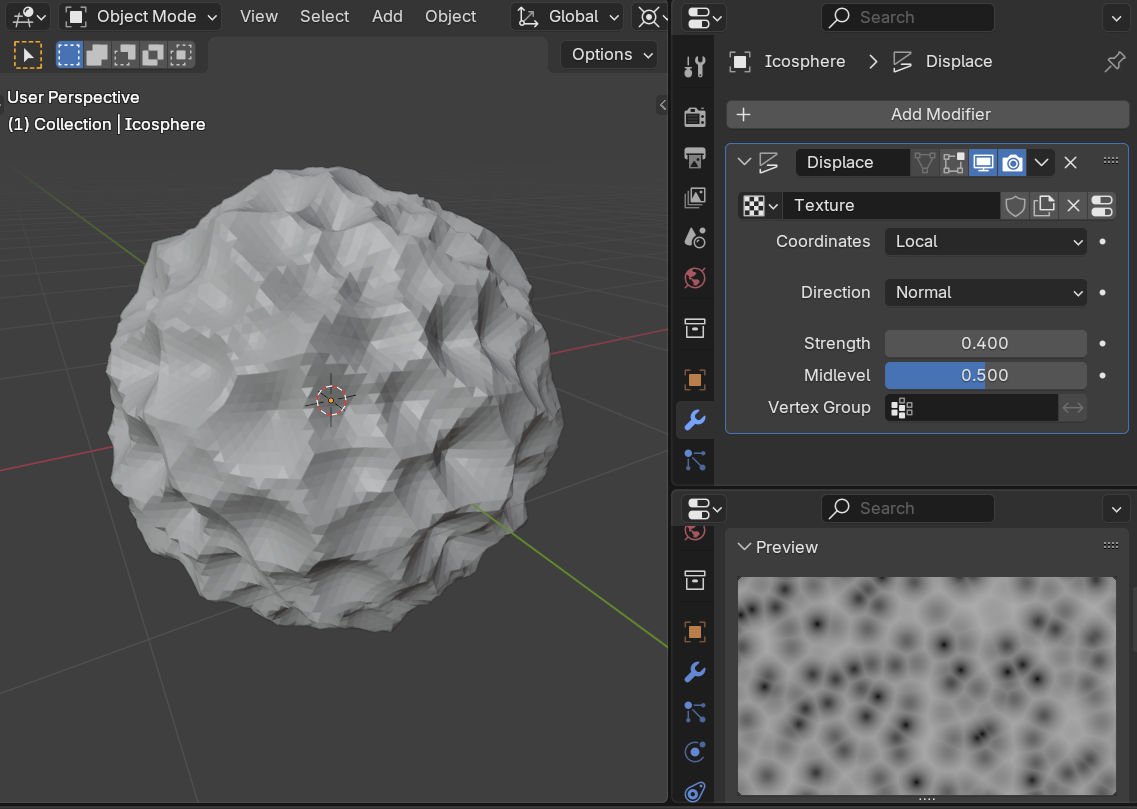 Object Mode View Select Add Object Global
Options
User Perspective
(1) Collection | Icosphere
Search
Icosphere > Displace
+ Add Modifier
Displace
Texture
Coordinates Local
Direction Normal
Strength 0.400
Midlevel 0.500
Vertex Group
Search
Preview